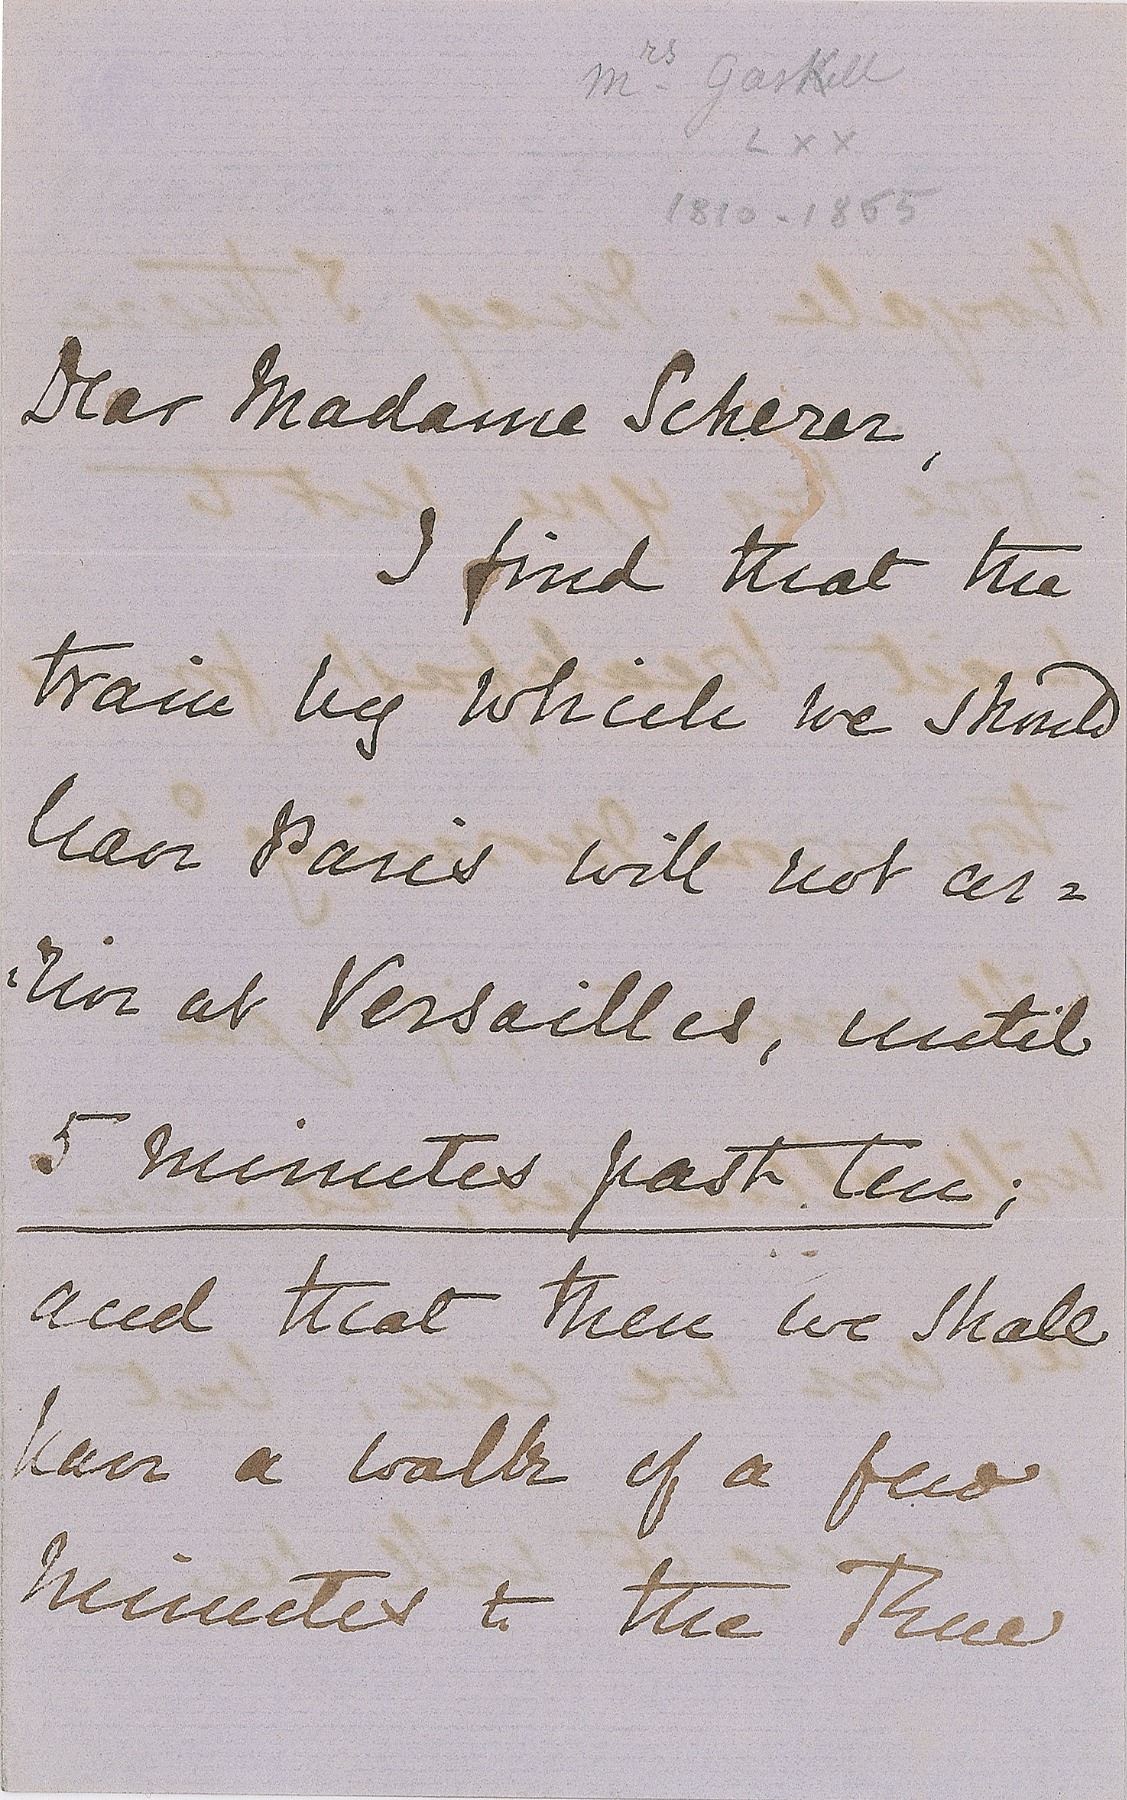 Mrs Gaskell
LXX
1810-1865
Dear Madame Scherer,
I find that the
train by which we should
leave Paris will not ar=
=rive at Versailles, until
5 minutes past ten;
and that then we shall
have a walk of a few
minutes to the Rue